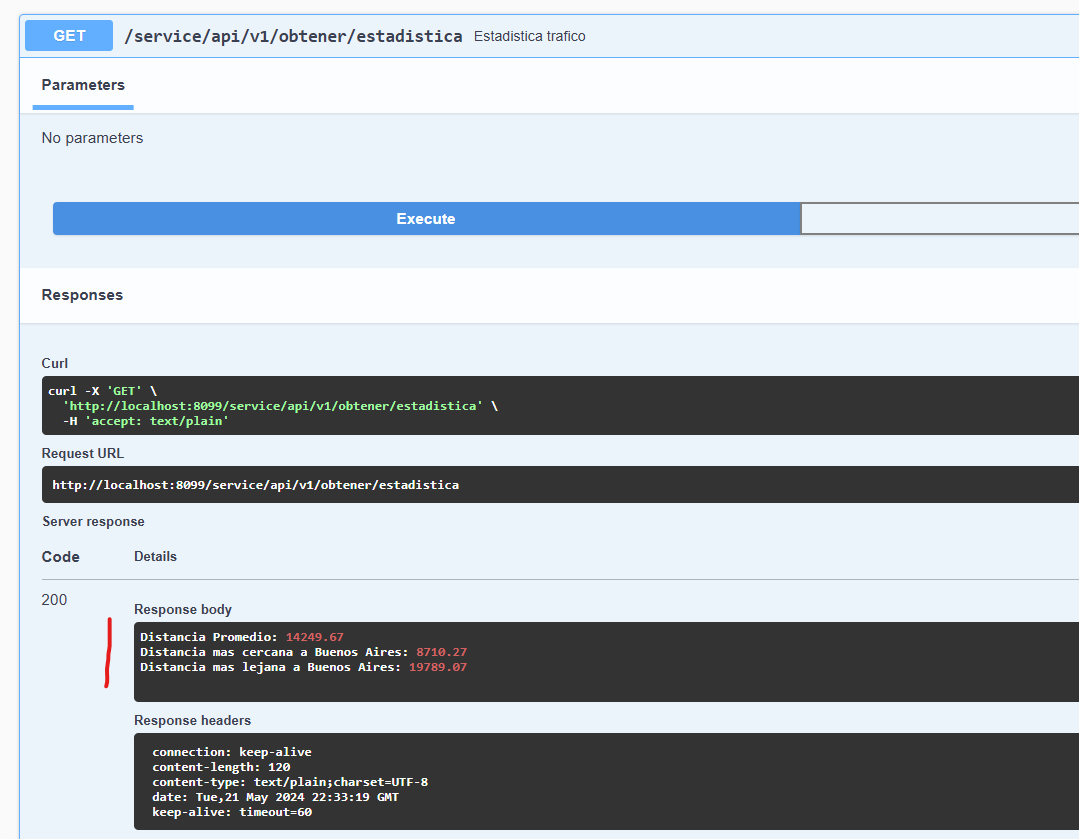 GET /service/api/v1/obtener/estadistica Estadistica trafico
Parameters
No parameters
Execute
Responses
Curl
curl -X 'GET' \
'http://localhost:8099/service/api/v1/obtener/estadistica' \
-H 'accept: text/plain'
Request URL
http://localhost:8099/service/api/v1/obtener/estadistica
Server response
Code Details
200
Response body
Distancia Promedio: 14249.67
Distancia mas cercana a Buenos Aires: 8710.27
Distancia mas lejana a Buenos Aires: 19789.07
Response headers
connection: keep-alive
content-length: 120
content-type: text/plain;charset=UTF-8
date: Tue,21 May 2024 22:33:19 GMT
keep-alive: timeout=60